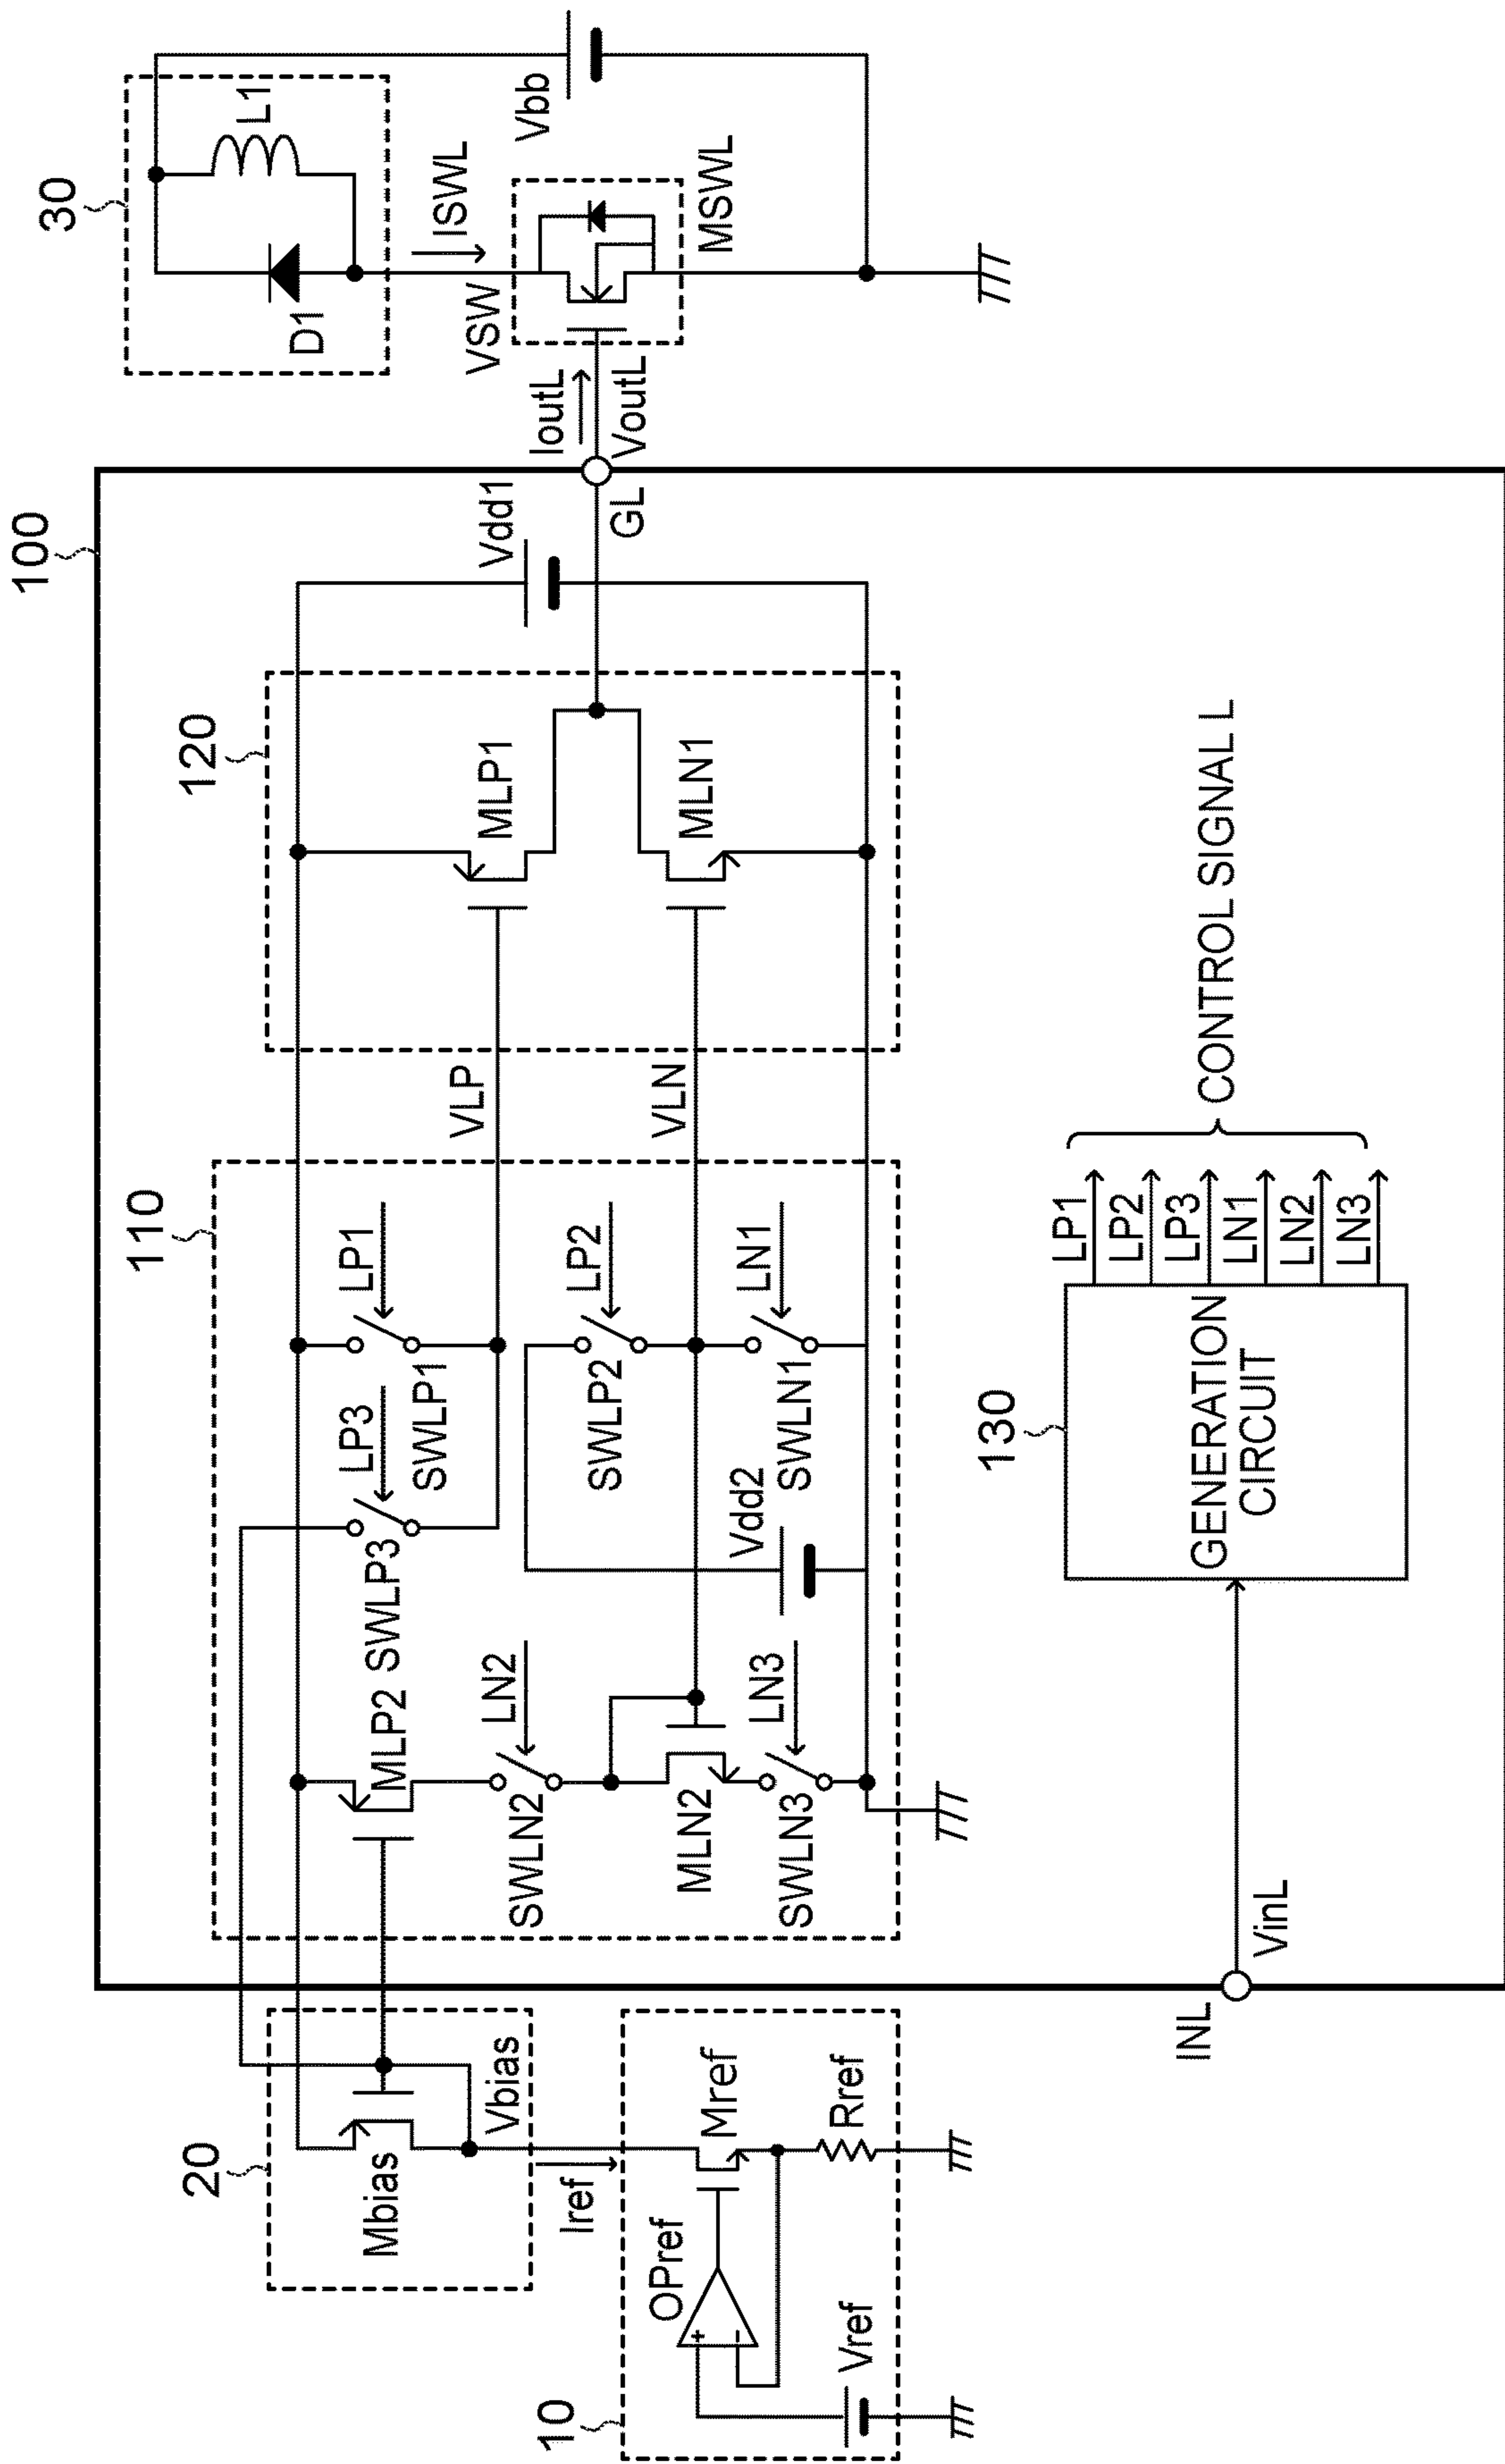 100
110
120
20
10
130
30
Mbias
Vbias
Iref
OPref
Mref
Rref
Vref
MLP2
SWLN2
LN2
MLN2
SWLN3
LN3
SWLP3
LP3
SWLP1
LP1
SWLP2
LP2
Vdd2
SWLN1
LN1
VLP
VLN
MLP1
MLN1
Vdd1
GL
IoutL
VoutL
D1
L1
VSW
ISWL
MSWL
Vbb
INL
VinL
GENERATION
CIRCUIT
LP1
LP2
LP3
LN1
LN2
LN3
CONTROL SIGNAL L